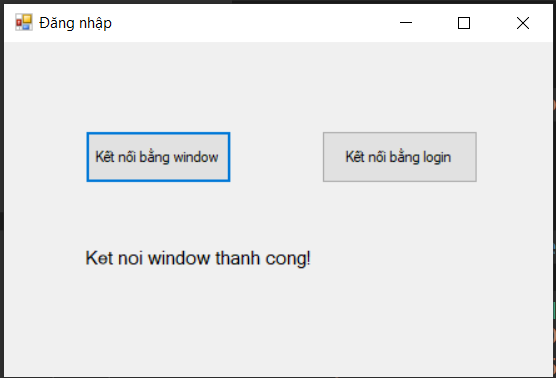 Đăng nhập
Kết nối bằng window
Kết nối bằng login
Ket noi window thanh cong!